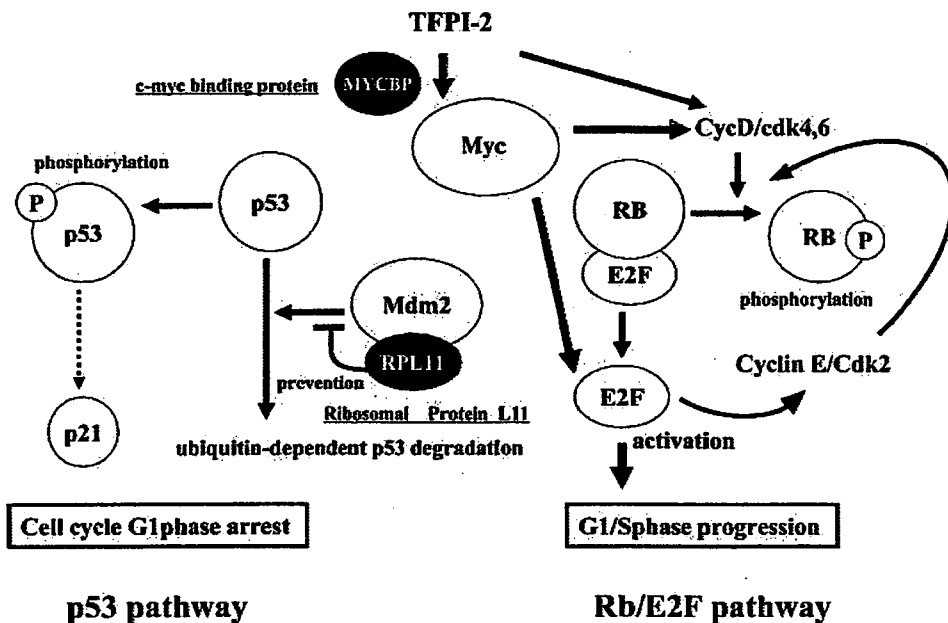 TFPI-2
c-myc binding protein
MYCBP
Myc
CycD/cdk4,6
phosphorylation
P
p53
p53
RB
E2F
RB
P
phosphorylation
Mdm2
RPL11
prevention
Ribosomal Protein L11
p21
ubiquitin-dependent p53 degradation
E2F
activation
Cyclin E/Cdk2
Cell cycle G1phase arrest
G1/Sphase progression
p53 pathway
Rb/E2F pathway